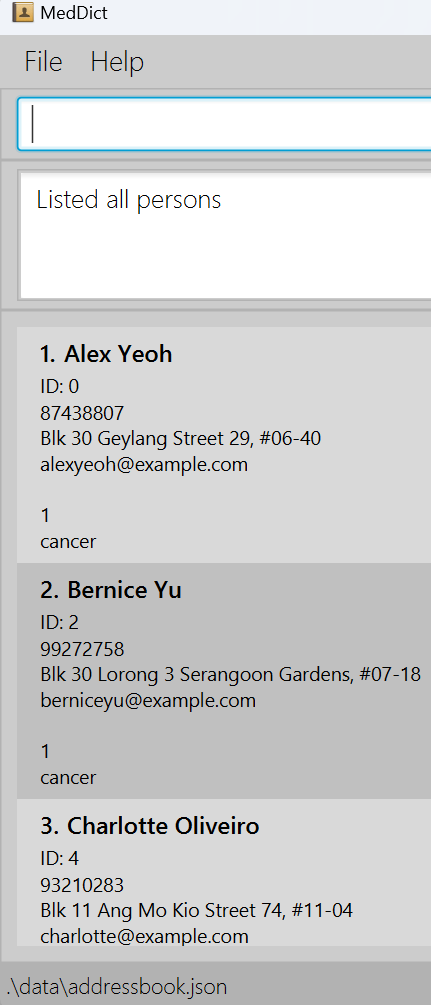 MedDict
File Help
Listed all persons
1. Alex Yeoh
ID: 0
87438807
Blk 30 Geylang Street 29, #06-40
alexyeoh@example.com
1
cancer
2. Bernice Yu
ID: 2
99272758
Blk 30 Lorong 3 Serangoon Gardens, #07-18
berniceyu@example.com
1
cancer
3. Charlotte Oliveiro
ID: 4
93210283
Blk 11 Ang Mo Kio Street 74, #11-04
charlotte@example.com
.\data\addressbook.json